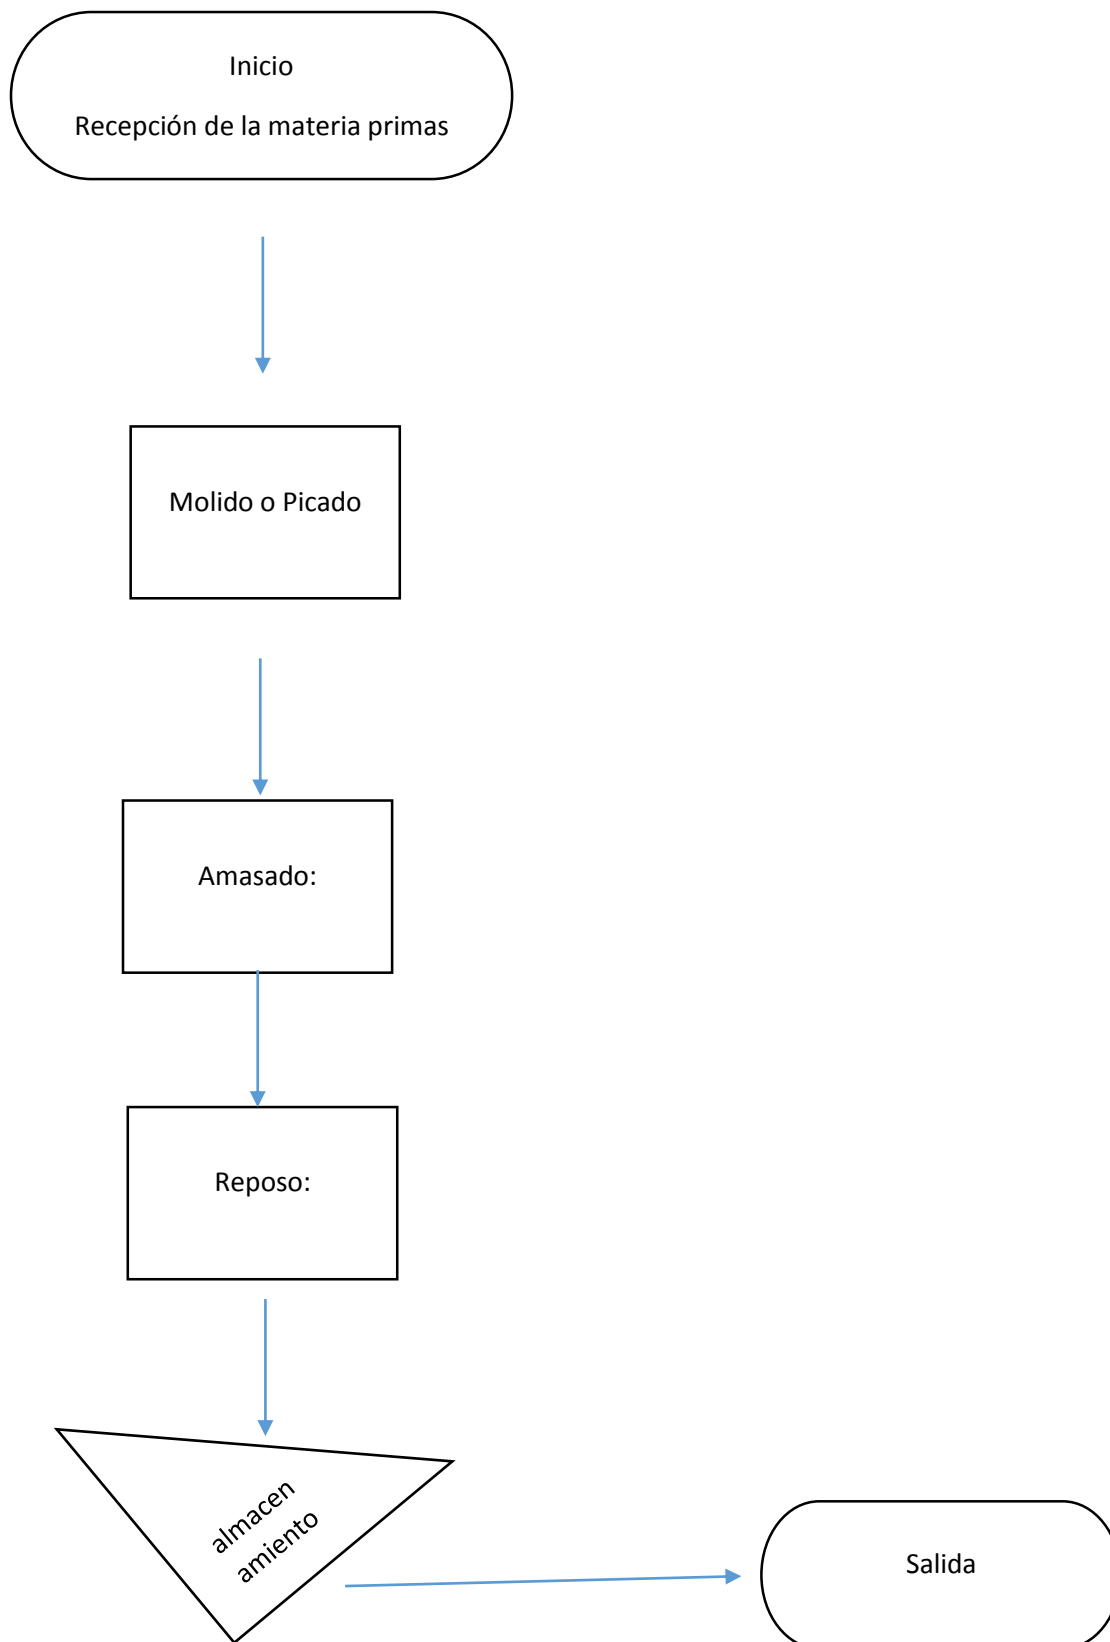 Inicio
Recepción de la materia primas
Molido o Picado
Amasado:
Reposo:
almacen
amiento
Salida